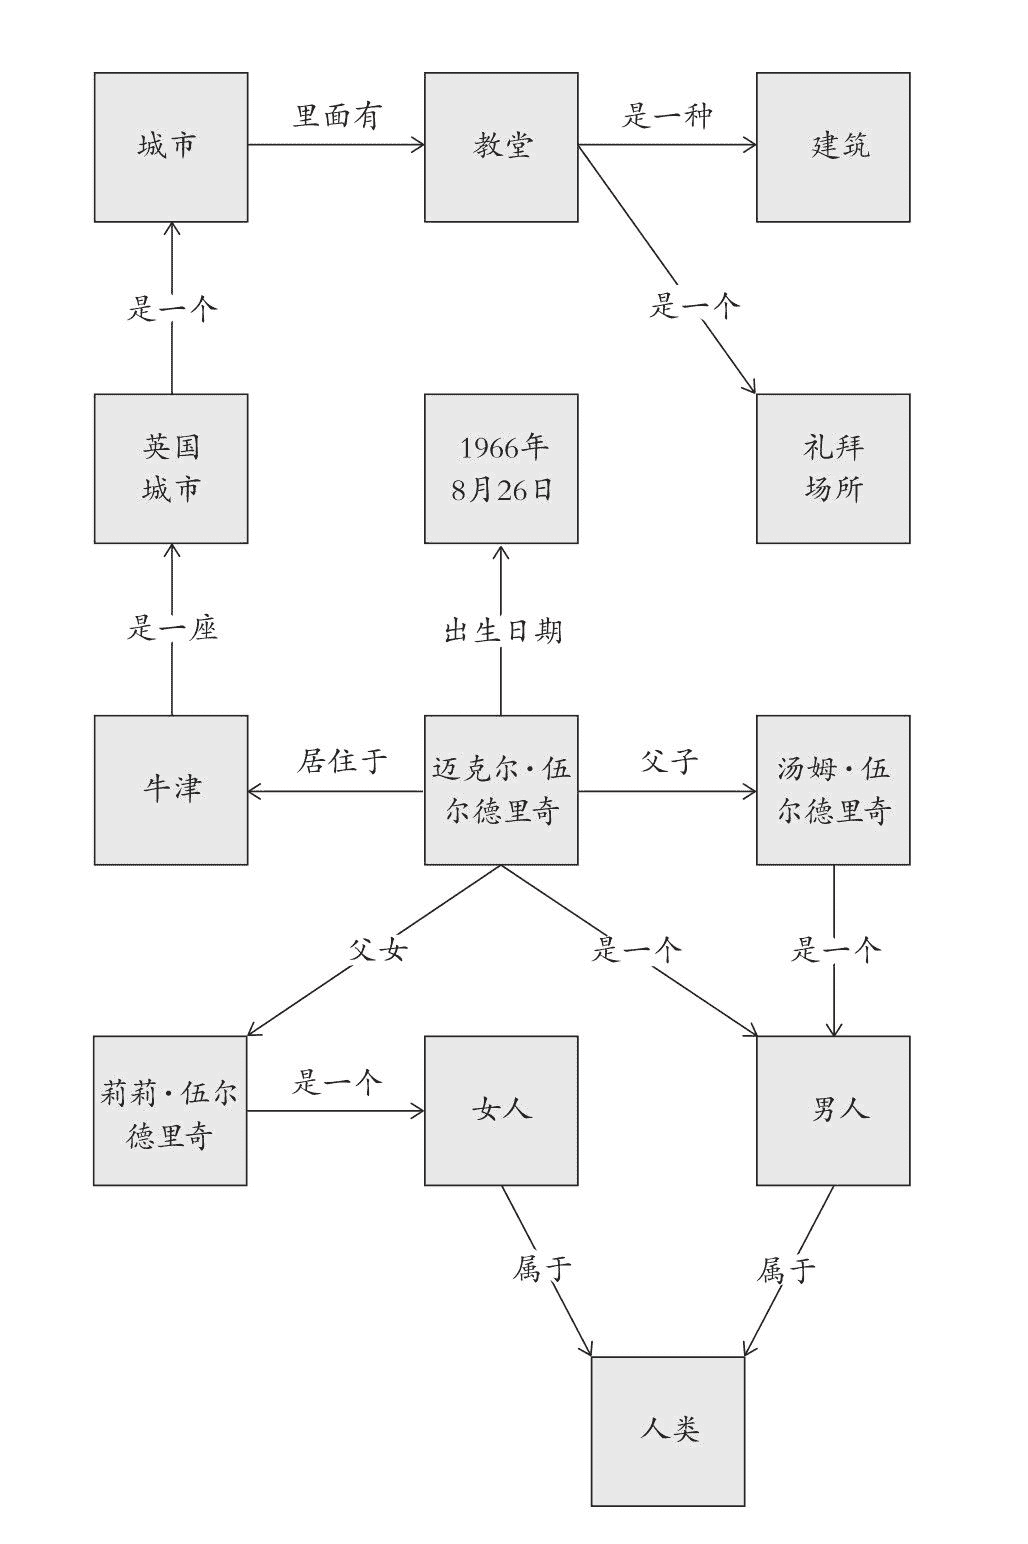 城市
里面有
教堂
是一种
建筑
是一个
是一个
英国
城市
1966年
8月26日
礼拜
场所
是一座
出生日期
牛津
居住于
迈克尔·伍
尔德里奇
父子
汤姆·伍
尔德里奇
父女
是一个
是一个
莉莉·伍尔
德里奇
是一个
女人
男人
属于
属于
人类